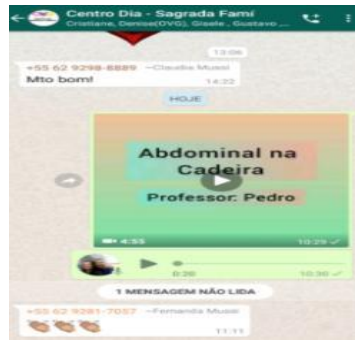 Centro Dia - Sagrada Famí
Cristiane, Denise(OVG), Gisele, Gustavo ...
13:06
+55 62 9298-8889 ~Claudia Mussi
Mto bom!
14:22
HOJE
Abdominal na
Cadeira
Professor: Pedro
4:55
10:29
0:20
10:30
1 MENSAGEM NÃO LIDA
+55 62 9281-7057 ~Fernanda Mussi
11:11